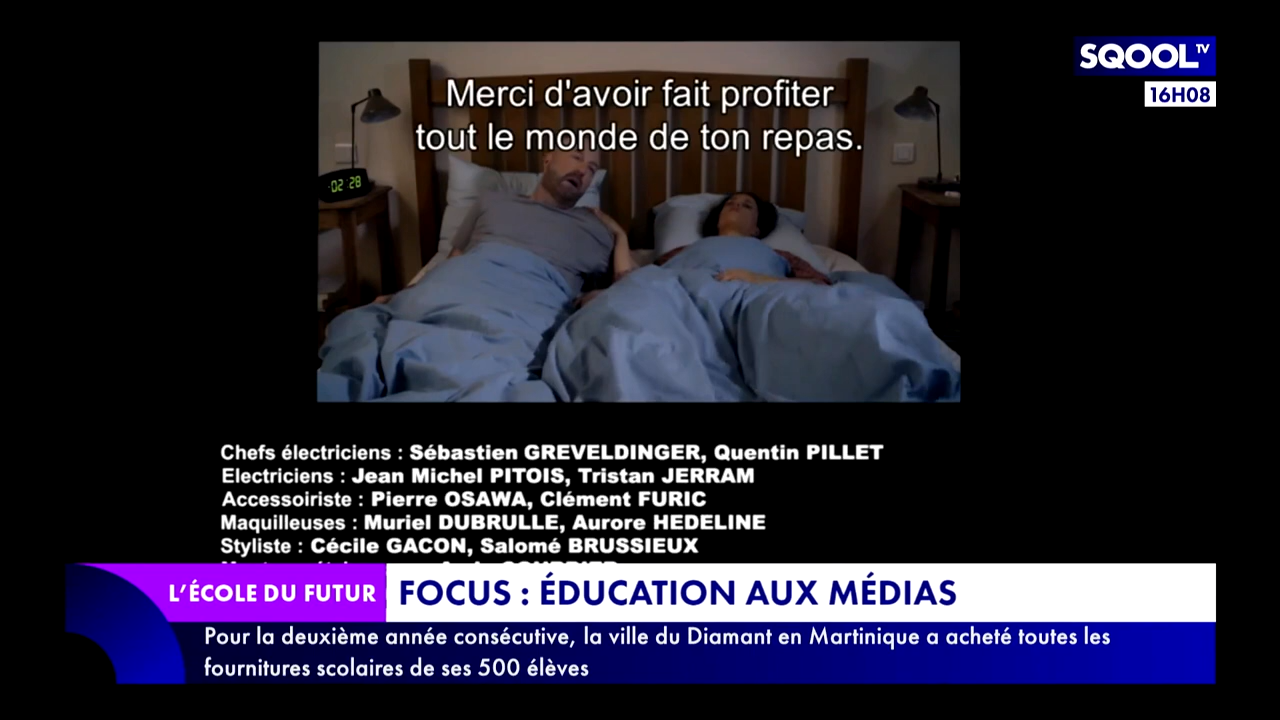 SQOOL TV
16H08
Merci d'avoir fait profiter
tout le monde de ton repas.
02:28
Chefs électriciens : Sébastien GREVELDINGER, Quentin PILLET
Electriciens : Jean Michel PITOIS, Tristan JERRAM
Accessoiriste : Pierre OSAWA, Clément FURIC
Maquilleuses : Muriel DUBRULLE, Aurore HEDELINE
Styliste : Cécile GACON, Salomé BRUSSIEUX
L'ÉCOLE DU FUTUR
FOCUS : ÉDUCATION AUX MÉDIAS
Pour la deuxième année consécutive, la ville du Diamant en Martinique a acheté toutes les
fournitures scolaires de ses 500 élèves